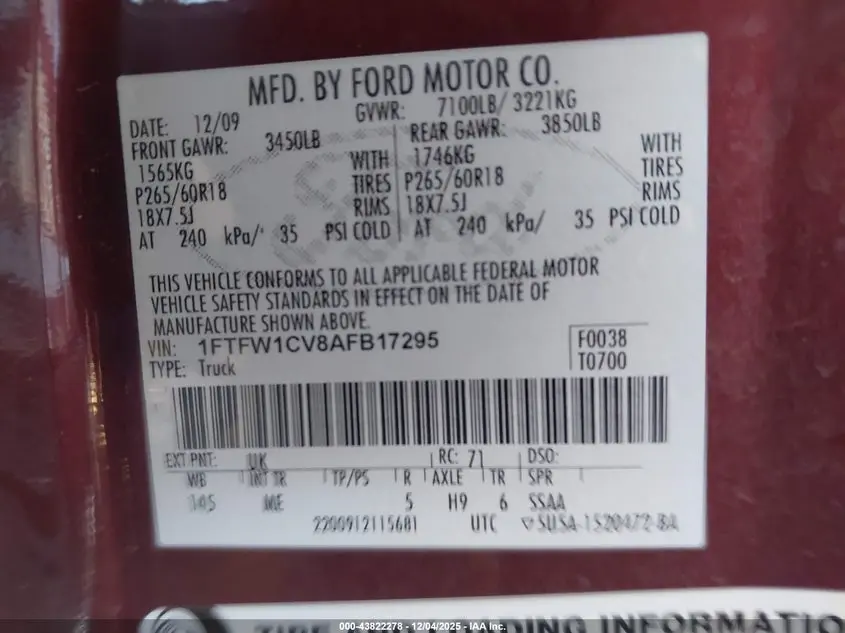 MFD. BY FORD MOTOR CO.
DATE: 12/09 GVWR: 7100LB/ 3221KG
FRONT GAWR: 3450LB REAR GAWR: 3850LB
1565KG WITH 1746KG WITH
P265/60R18 TIRES P265/60R18 TIRES
18X7.5J RIMS 18X7.5J RIMS
AT 240 kPa/ 35 PSI COLD AT 240 kPa/ 35 PSI COLD
THIS VEHICLE CONFORMS TO ALL APPLICABLE FEDERAL MOTOR
VEHICLE SAFETY STANDARDS IN EFFECT ON THE DATE OF
MANUFACTURE SHOWN ABOVE.
VIN: 1FTFW1CV8AFB17295 F0038
TYPE: Truck T0700
EXT PNT: UK RC: 71 DSO:
WB INT TR TP/PS R AXLE TR SPR
145 ME 5 H9 6 SSAA
2200912115681 UTC SU5A-1520472-BA
INFORMATIO
000-43822278 - 12/04/2025 - IAA Inc.